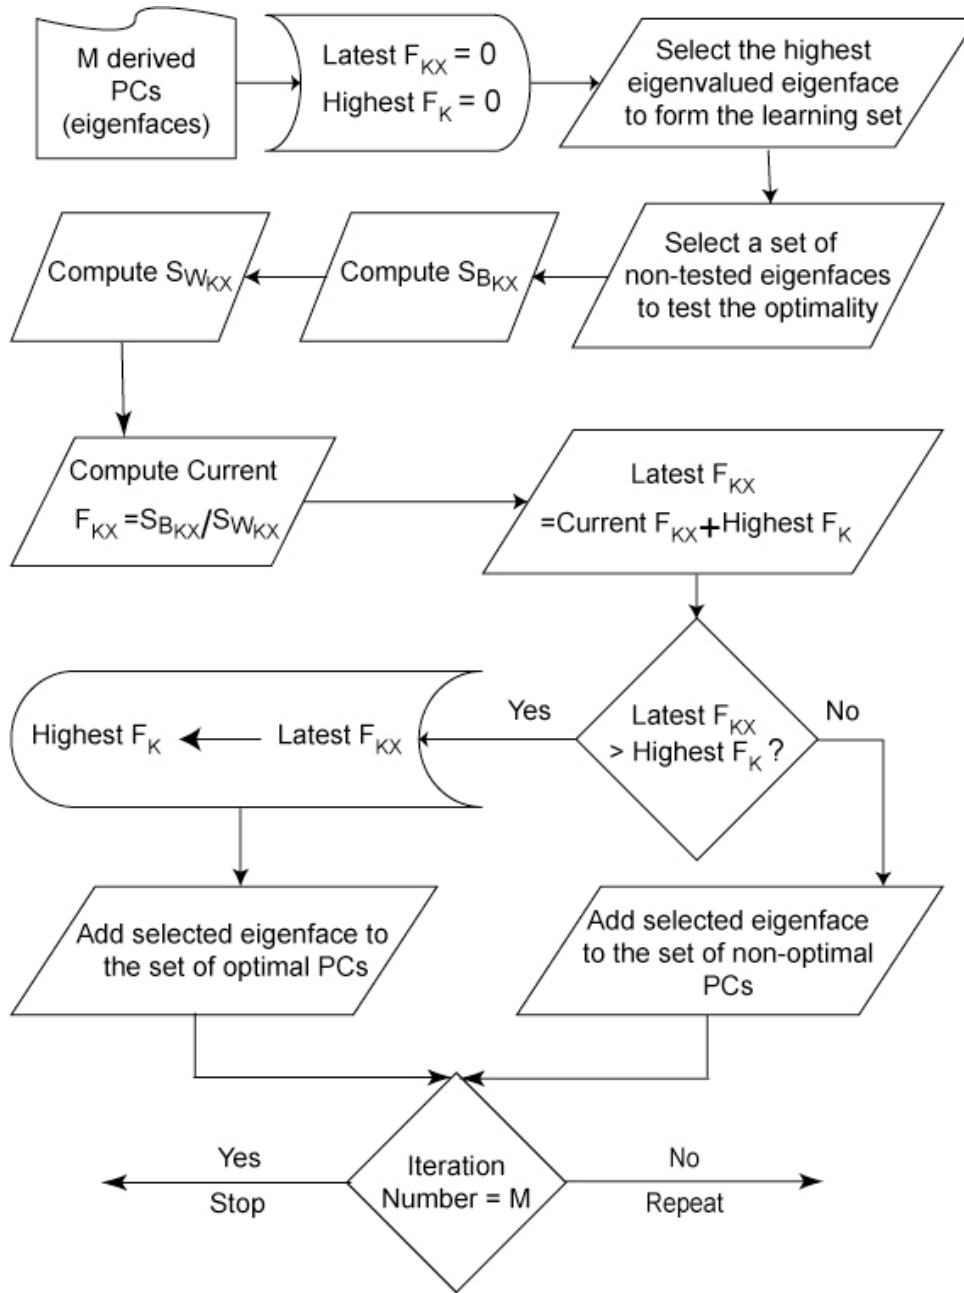 M derived
PCs
(eigenfaces)
Latest F_KX = 0
Highest F_K = 0
Select the highest
eigenvalued eigenface
to form the learning set
Compute S_W_KX
Compute S_B_KX
Select a set of
non-tested eigenfaces
to test the optimality
Compute Current
F_KX =S_B_KX/S_W_KX
Latest F_KX
=Current F_KX+Highest F_K
Latest F_KX
> Highest F_K ?
Yes
No
Highest F_K
Latest F_KX
Add selected eigenface to
the set of optimal PCs
Add selected eigenface
to the set of non-optimal
PCs
Iteration
Number = M
Yes
Stop
No
Repeat